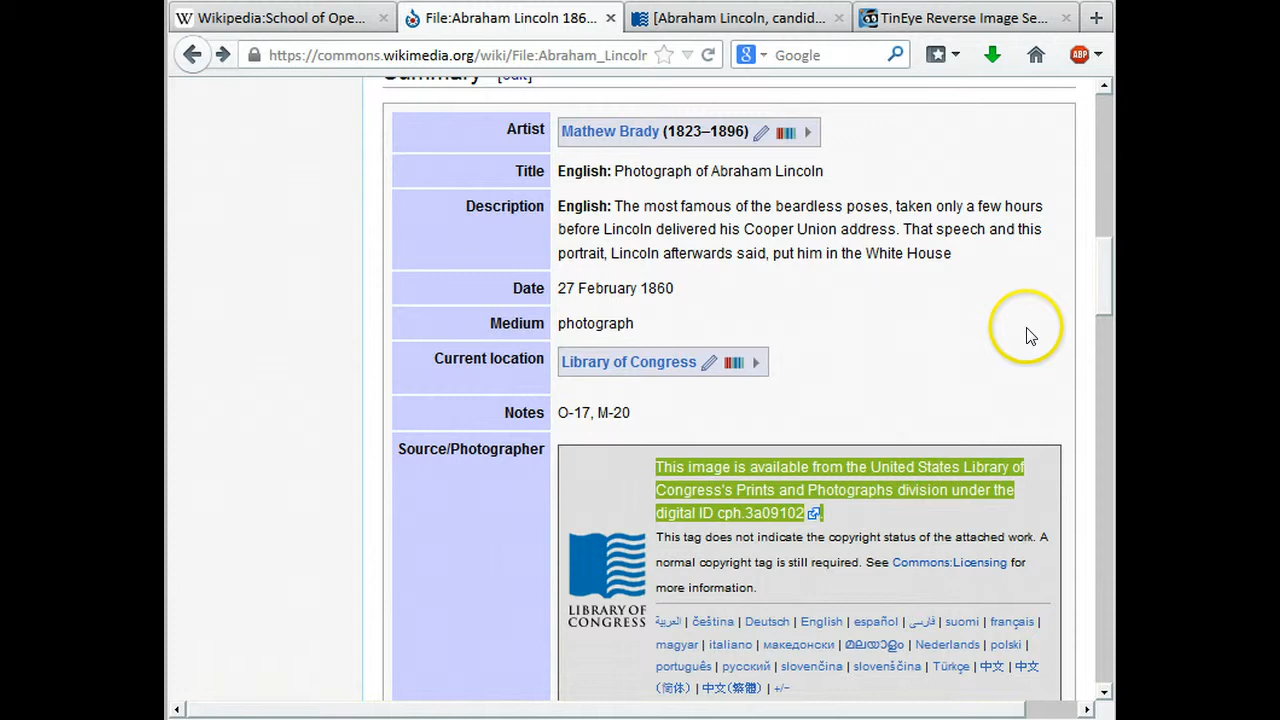 Wikipedia:School of Ope...
File:Abraham Lincoln 186...
[Abraham Lincoln, candid...
TinEye Reverse Image Se...
https://commons.wikimedia.org/wiki/File:Abraham_Lincoln
Google
Summary [edit]
Artist
Mathew Brady (1823–1896)
Title
English: Photograph of Abraham Lincoln
Description
English: The most famous of the beardless poses, taken only a few hours
before Lincoln delivered his Cooper Union address. That speech and this
portrait, Lincoln afterwards said, put him in the White House
Date
27 February 1860
Medium
photograph
Current location
Library of Congress
Notes
O-17, M-20
Source/Photographer
This image is available from the United States Library of
Congress's Prints and Photographs division under the
digital ID cph.3a09102.
This tag does not indicate the copyright status of the attached work. A
normal copyright tag is still required. See Commons:Licensing for
more information.
LIBRARY OF
CONGRESS
العربية | čeština | Deutsch | English | español | فارسی | suomi | français |
magyar | italiano | македонски | മലയാളം | Nederlands | polski |
português | русский | slovenčina | slovenščina | Türkçe | 中文 | 中文
(简体) | 中文(繁體) | +/−
ABP